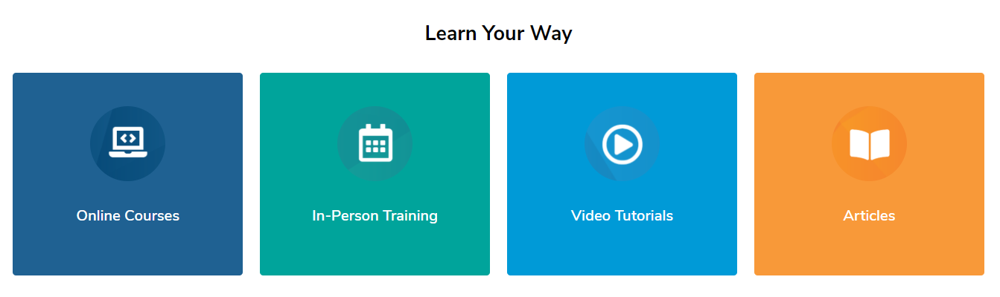 Learn Your Way
Online Courses
In-Person Training
Video Tutorials
Articles